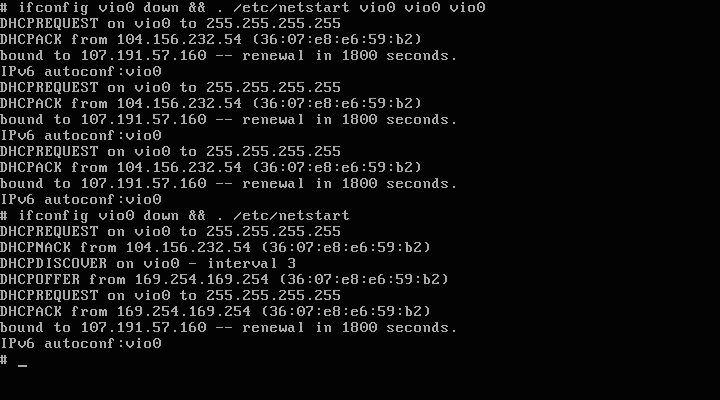 # ifconfig vio0 down && . /etc/netstart vio0 vio0 vio0
DHCPREQUEST on vio0 to 255.255.255.255
DHCPACK from 104.156.232.54 (36:07:e8:e6:59:b2)
bound to 107.191.57.160 -- renewal in 1800 seconds.
IPv6 autoconf:vio0
DHCPREQUEST on vio0 to 255.255.255.255
DHCPACK from 104.156.232.54 (36:07:e8:e6:59:b2)
bound to 107.191.57.160 -- renewal in 1800 seconds.
IPv6 autoconf:vio0
DHCPREQUEST on vio0 to 255.255.255.255
DHCPACK from 104.156.232.54 (36:07:e8:e6:59:b2)
bound to 107.191.57.160 -- renewal in 1800 seconds.
IPv6 autoconf:vio0
# ifconfig vio0 down && . /etc/netstart
DHCPREQUEST on vio0 to 255.255.255.255
DHCPNACK from 104.156.232.54 (36:07:e8:e6:59:b2)
DHCPDISCOVER on vio0 - interval 3
DHCPOFFER from 169.254.169.254 (36:07:e8:e6:59:b2)
DHCPREQUEST on vio0 to 255.255.255.255
DHCPACK from 169.254.169.254 (36:07:e8:e6:59:b2)
bound to 107.191.57.160 -- renewal in 1800 seconds.
IPv6 autoconf:vio0
# _